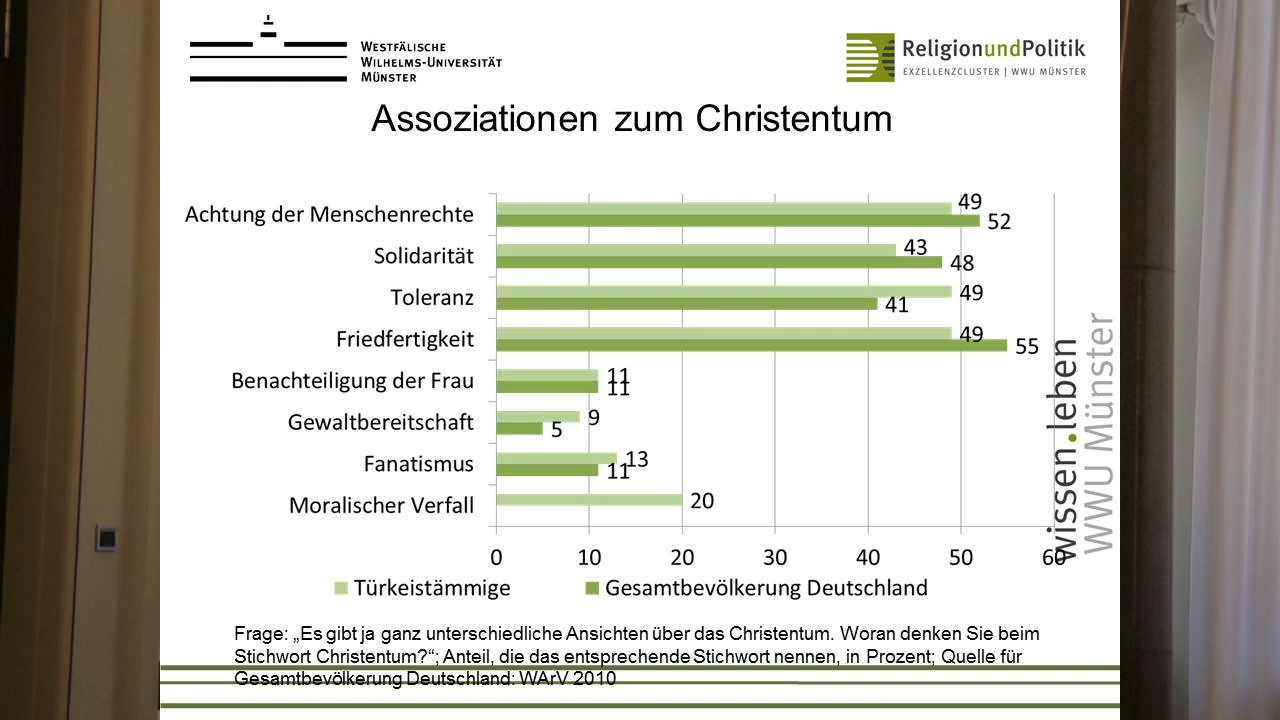 WESTFÄLISCHE
WILHELMS-UNIVERSITÄT
MÜNSTER
ReligionundPolitik
EXZELLENZCLUSTER | WWU MÜNSTER
Assoziationen zum Christentum
Achtung der Menschenrechte 49 52
Solidarität 43 48
Toleranz 49 41
Friedfertigkeit 49 55
Benachteiligung der Frau 11 11
Gewaltbereitschaft 9 5
Fanatismus 13 11
Moralischer Verfall 20
0 10 20 30 40 50 60
Türkeistämmige Gesamtbevölkerung Deutschland
wissen.leben
WWU Münster
Frage: „Es gibt ja ganz unterschiedliche Ansichten über das Christentum. Woran denken Sie beim
Stichwort Christentum?“; Anteil, die das entsprechende Stichwort nennen, in Prozent; Quelle für
Gesamtbevölkerung Deutschland: WArV 2010